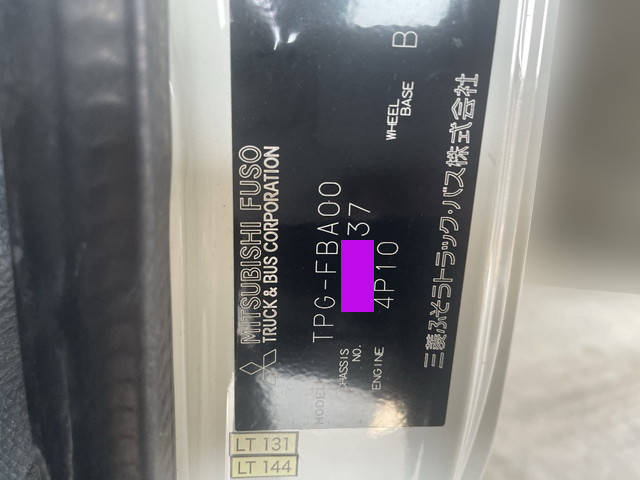 MITSUBISHI FUSO
TRUCK & BUS CORPORATION
MODEL TPG-FBA00
CHASSIS NO. 37
ENGINE 4P10
WHEEL BASE B
三菱ふそうトラック・バス株式会社
LT 131
LT 144